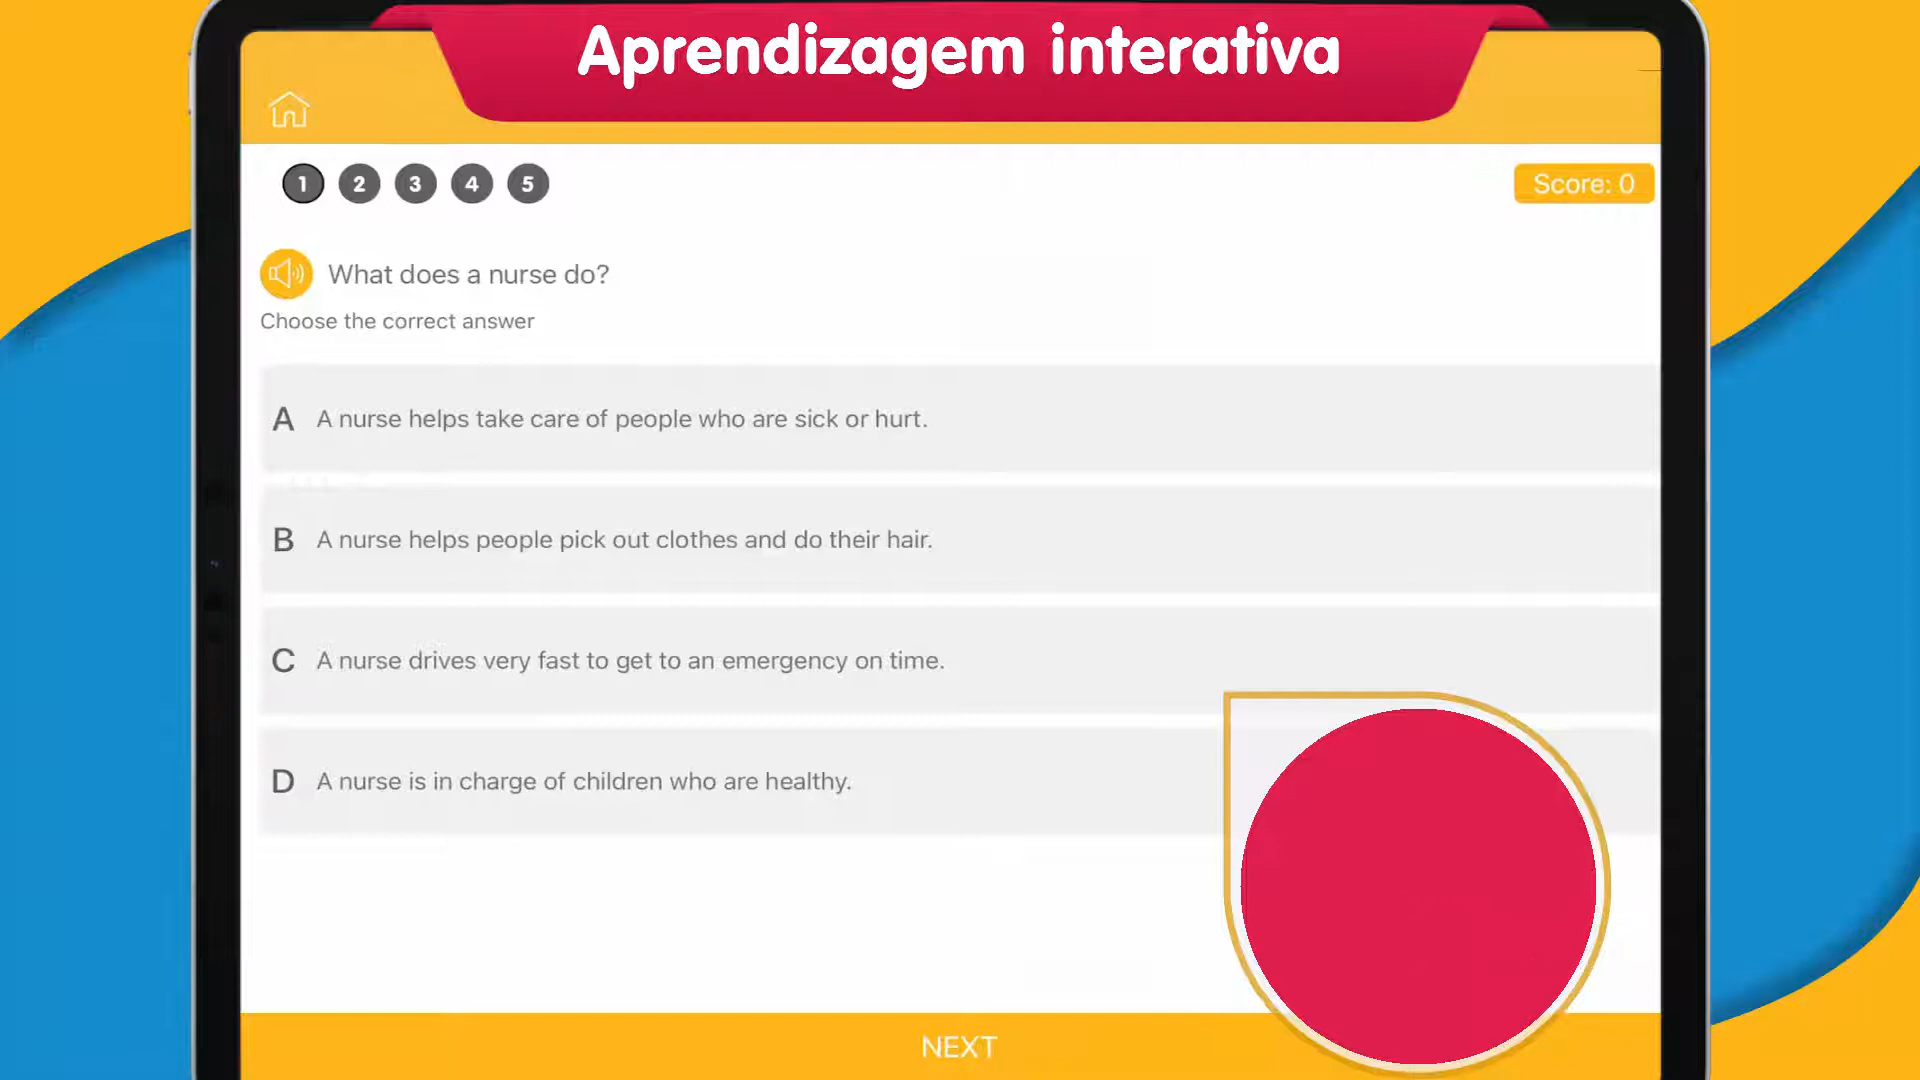 Aprendizagem interativa
1 2 3 4 5
Score: 0
What does a nurse do?
Choose the correct answer
A A nurse helps take care of people who are sick or hurt.
B A nurse helps people pick out clothes and do their hair.
C A nurse drives very fast to get to an emergency on time.
D A nurse is in charge of children who are healthy.
NEXT